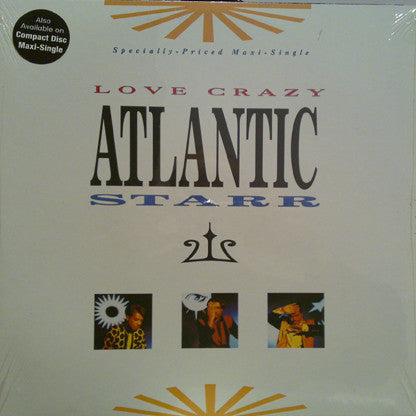 Also
Available on
Compact Disc
Maxi-Single
Specially-Priced Maxi-Single
LOVE CRAZY
ATLANTIC
STARR